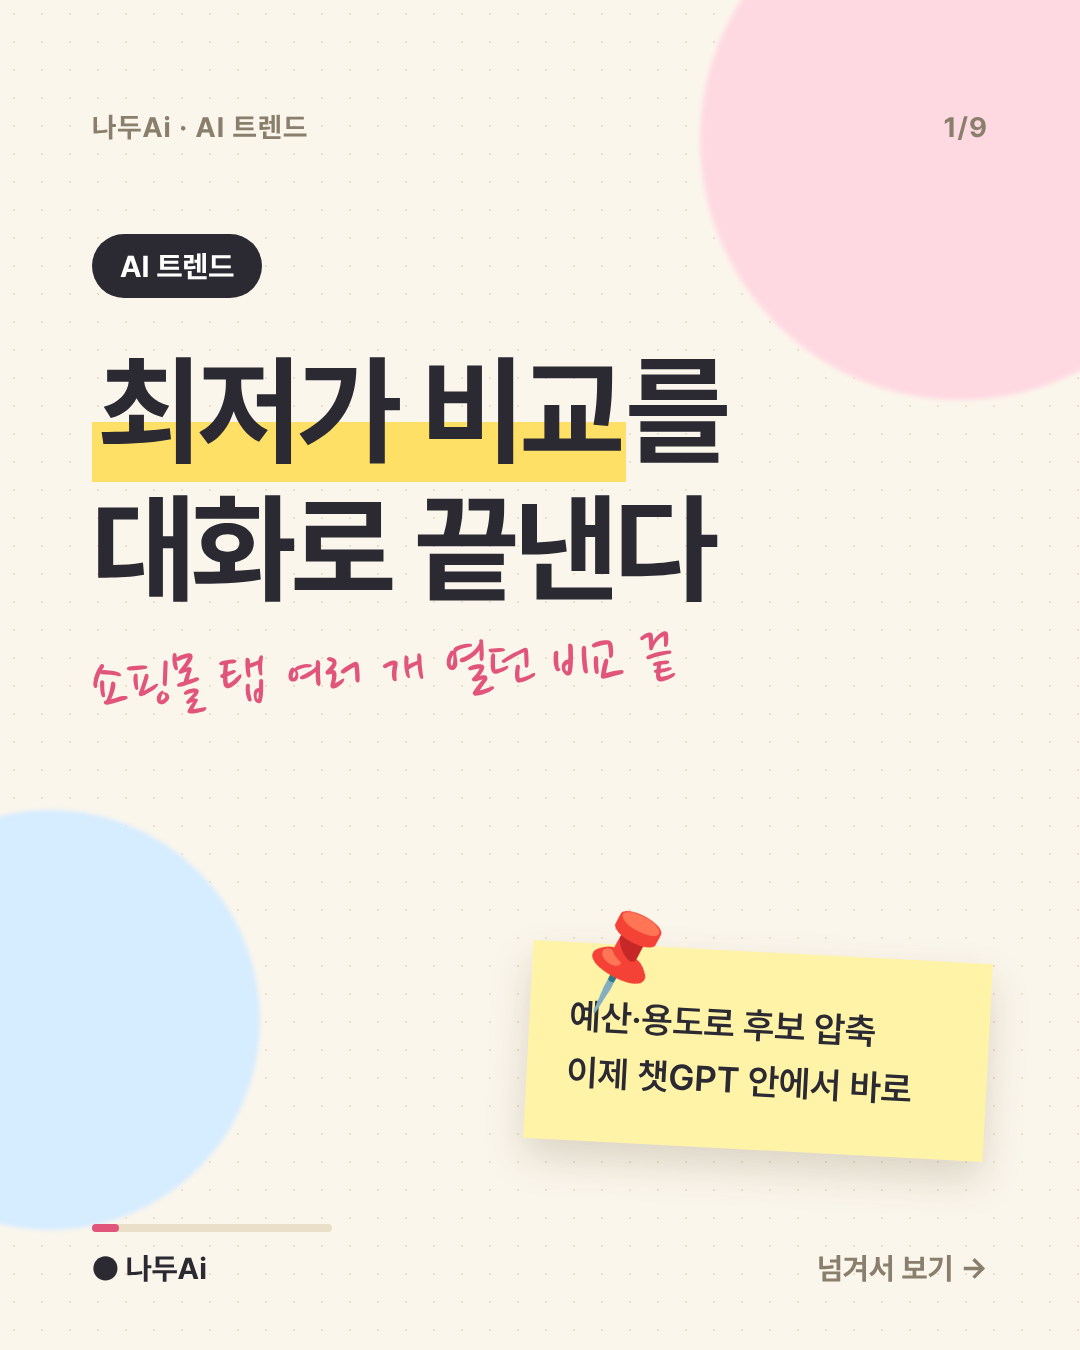 나두Ai · AI 트렌드
1/9
AI 트렌드
최저가 비교를
대화로 끝낸다
쇼핑몰 탭 여러 개 열던 비교 끝
예산·용도로 후보 압축
이제 챗GPT 안에서 바로
나두Ai
넘겨서 보기 →